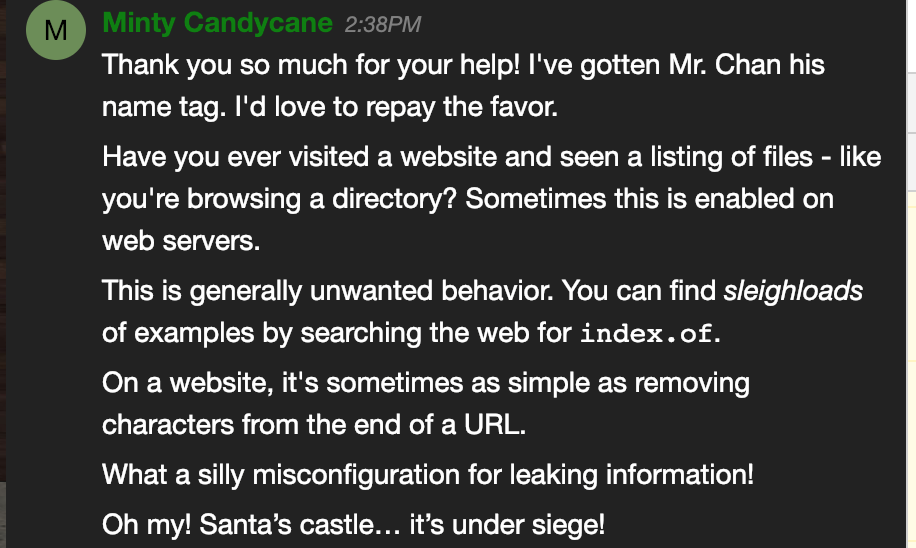 M
Minty Candycane 2:38PM
Thank you so much for your help! I've gotten Mr. Chan his
name tag. I'd love to repay the favor.
Have you ever visited a website and seen a listing of files - like
you're browsing a directory? Sometimes this is enabled on
web servers.
This is generally unwanted behavior. You can find sleighloads
of examples by searching the web for index.of.
On a website, it's sometimes as simple as removing
characters from the end of a URL.
What a silly misconfiguration for leaking information!
Oh my! Santa’s castle… it’s under siege!